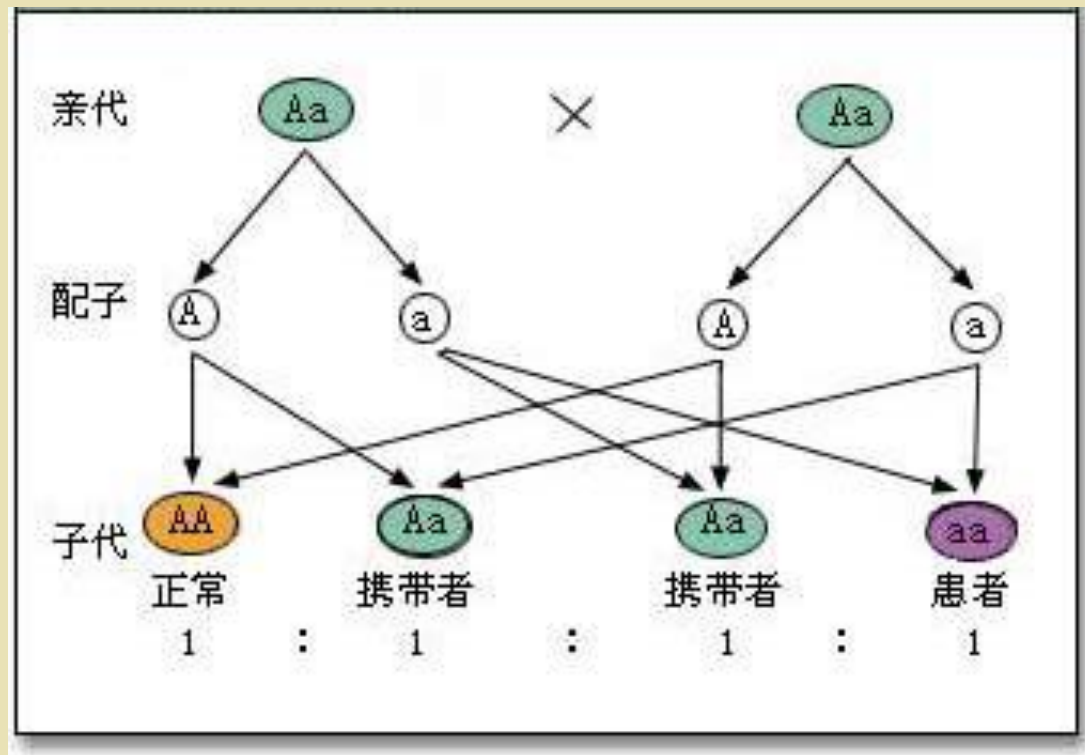 亲代 Aa × Aa
配子 A a A a
子代 AA Aa Aa aa
正常 携带者 携带者 患者
1 : 1 : 1 : 1